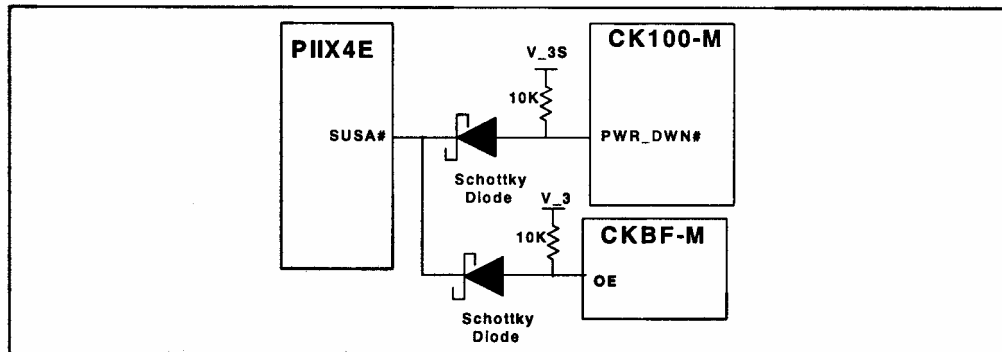 PIIX4E
SUSA#
V_3S
10K
Schottky
Diode
CK100-M
PWR_DWN#
V_3
10K
Schottky
Diode
CKBF-M
OE